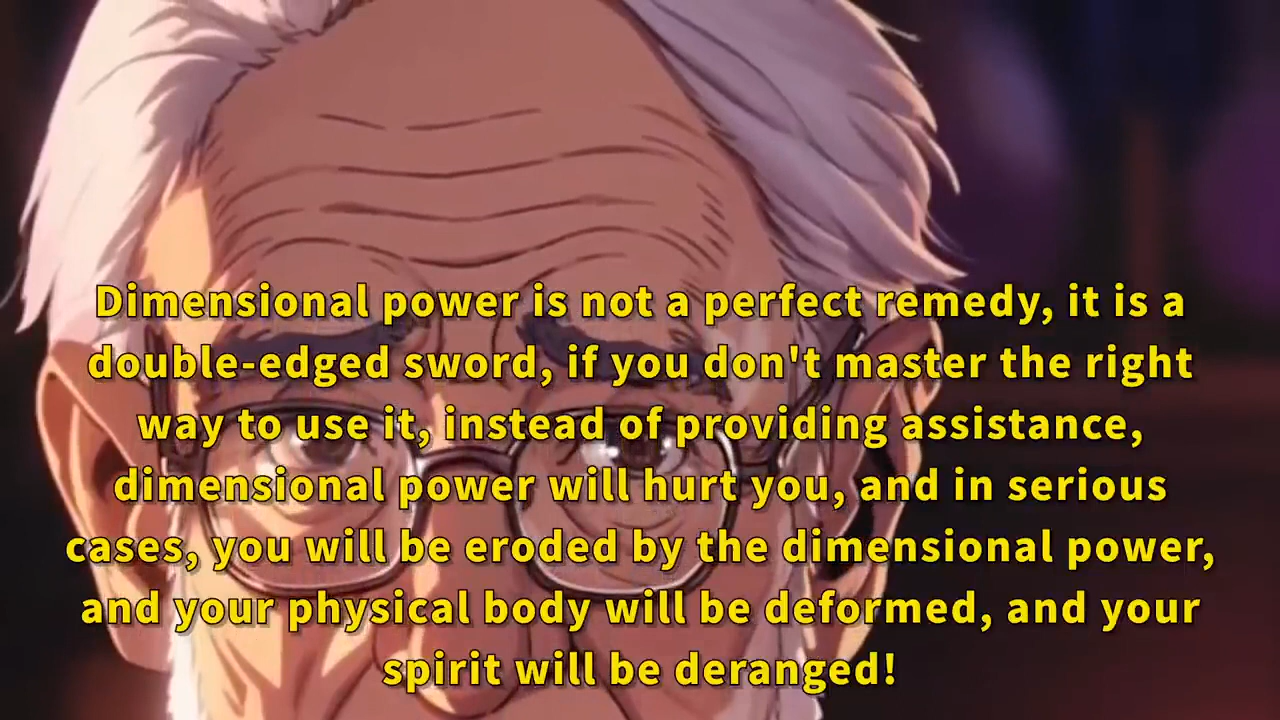 Dimensional power is not a perfect remedy, it is a
double-edged sword, if you don't master the right
way to use it, instead of providing assistance,
dimensional power will hurt you, and in serious
cases, you will be eroded by the dimensional power,
and your physical body will be deformed, and your
spirit will be deranged!